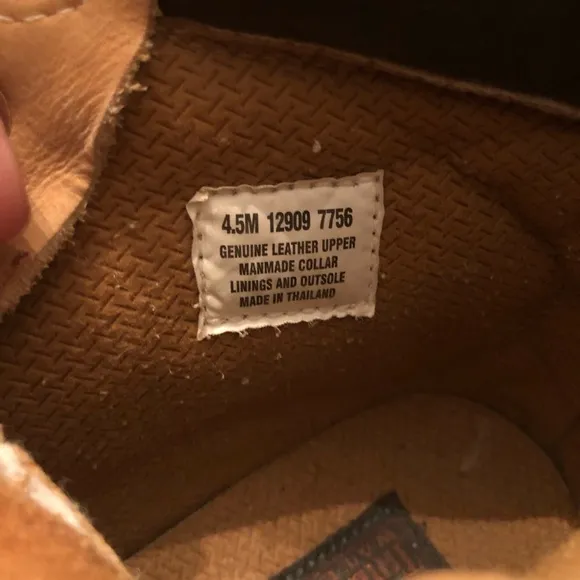 4.5M 12909 7756
GENUINE LEATHER UPPER
MANMADE COLLAR
LININGS AND OUTSOLE
MADE IN THAILAND